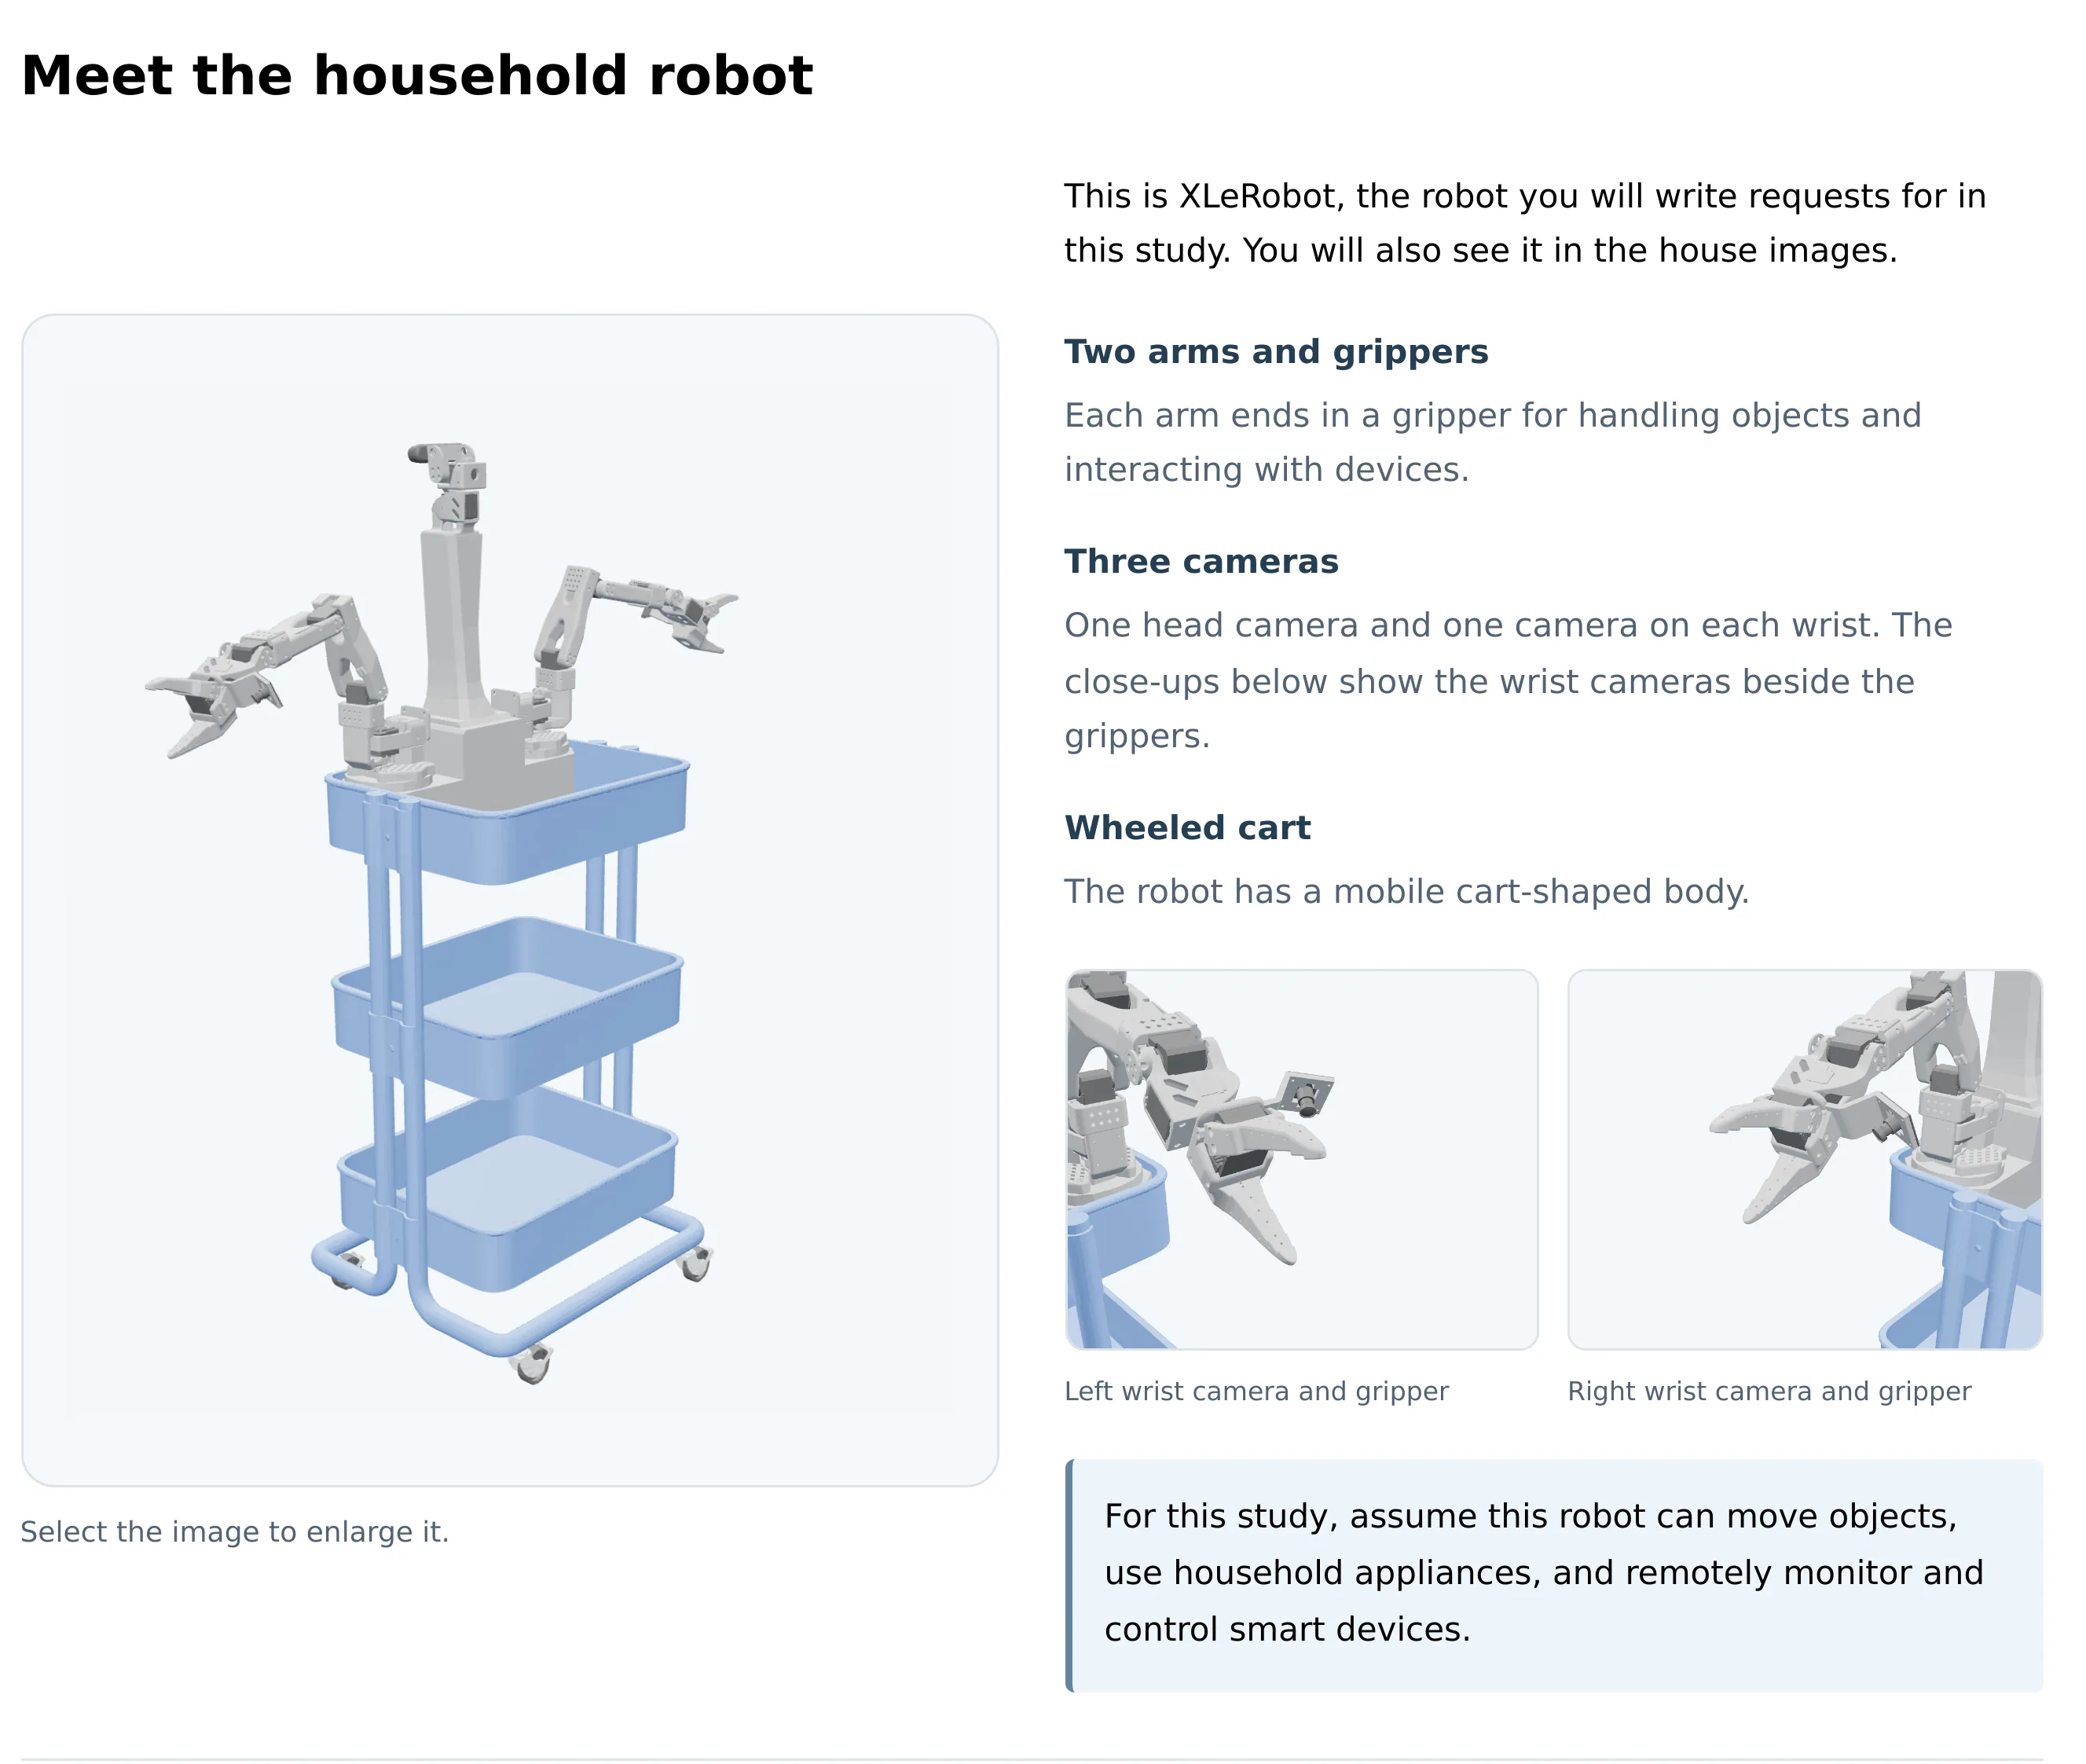 Meet the household robot
This is XLeRobot, the robot you will write requests for in
this study. You will also see it in the house images.
Two arms and grippers
Each arm ends in a gripper for handling objects and
interacting with devices.
Three cameras
One head camera and one camera on each wrist. The
close-ups below show the wrist cameras beside the
grippers.
Wheeled cart
The robot has a mobile cart-shaped body.
Left wrist camera and gripper
Right wrist camera and gripper
For this study, assume this robot can move objects,
use household appliances, and remotely monitor and
control smart devices.
Select the image to enlarge it.